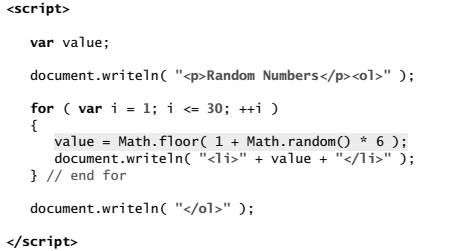 <script>
var value;
document.writeln( "<p>Random Numbers</p><ol>" );
for ( var i = 1; i <= 30; ++i )
{
value = Math.floor( 1 + Math.random() * 6 );
document.writeln( "<li>" + value + "</li>" );
} // end for
document.writeln( "</ol>" );
</script>